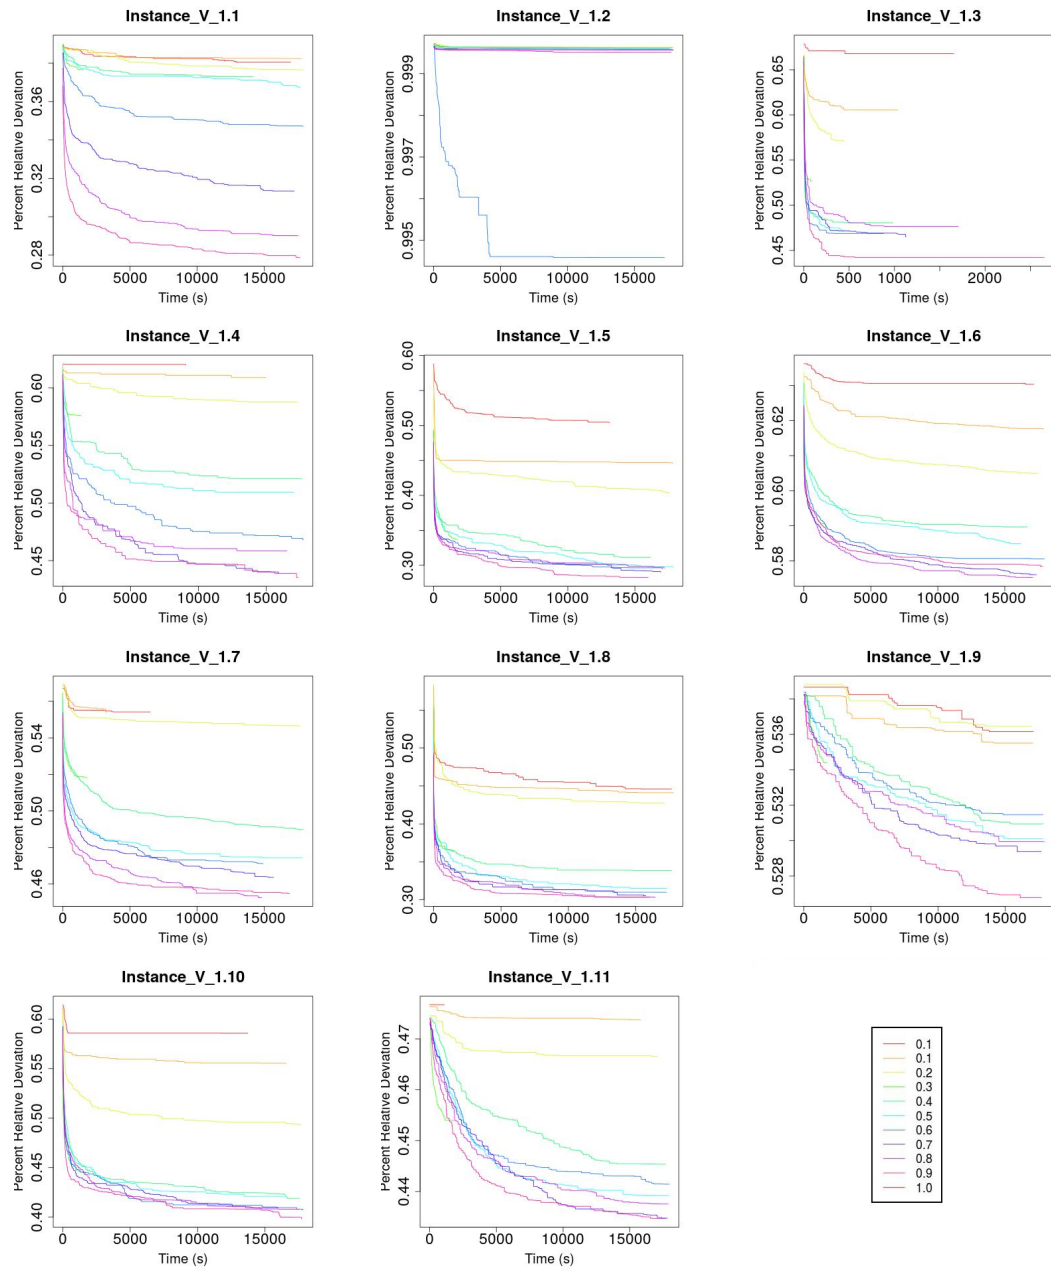 Instance_V_1.1
Percent Relative Deviation
0.28 0.32 0.36
0 5000 10000 15000
Time (s)
Instance_V_1.2
Percent Relative Deviation
0.995 0.997 0.999
0 5000 10000 15000
Time (s)
Instance_V_1.3
Percent Relative Deviation
0.45 0.50 0.55 0.60 0.65
0 500 1000 2000
Time (s)
Instance_V_1.4
Percent Relative Deviation
0.45 0.50 0.55 0.60
0 5000 10000 15000
Time (s)
Instance_V_1.5
Percent Relative Deviation
0.30 0.40 0.50 0.60
0 5000 10000 15000
Time (s)
Instance_V_1.6
Percent Relative Deviation
0.58 0.60 0.62
0 5000 10000 15000
Time (s)
Instance_V_1.7
Percent Relative Deviation
0.46 0.50 0.54
0 5000 10000 15000
Time (s)
Instance_V_1.8
Percent Relative Deviation
0.30 0.40 0.50
0 5000 10000 15000
Time (s)
Instance_V_1.9
Percent Relative Deviation
0.528 0.532 0.536
0 5000 10000 15000
Time (s)
Instance_V_1.10
Percent Relative Deviation
0.40 0.45 0.50 0.55 0.60
0 5000 10000 15000
Time (s)
Instance_V_1.11
Percent Relative Deviation
0.44 0.45 0.46 0.47
0 5000 10000 15000
Time (s)
0.1
0.1
0.2
0.3
0.4
0.5
0.6
0.7
0.8
0.9
1.0